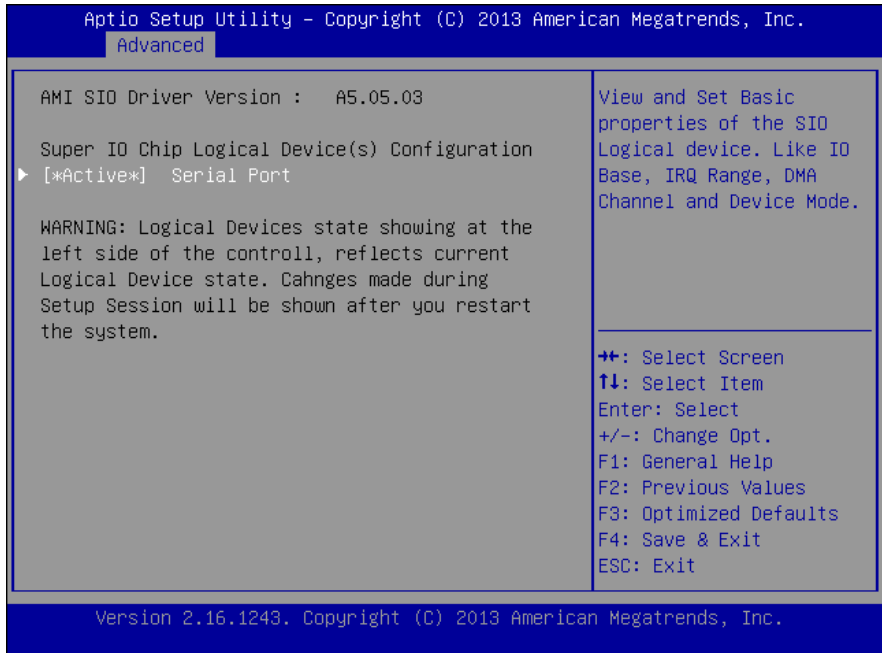 Aptio Setup Utility – Copyright (C) 2013 American Megatrends, Inc.
Advanced
AMI SIO Driver Version :   A5.05.03
Super IO Chip Logical Device(s) Configuration
[*Active*]  Serial Port
WARNING: Logical Devices state showing at the
left side of the controll, reflects current
Logical Device state. Cahnges made during
Setup Session will be shown after you restart
the system.
View and Set Basic
properties of the SIO
Logical device. Like IO
Base, IRQ Range, DMA
Channel and Device Mode.
→←: Select Screen
↑↓: Select Item
Enter: Select
+/-: Change Opt.
F1: General Help
F2: Previous Values
F3: Optimized Defaults
F4: Save & Exit
ESC: Exit
Version 2.16.1243. Copyright (C) 2013 American Megatrends, Inc.